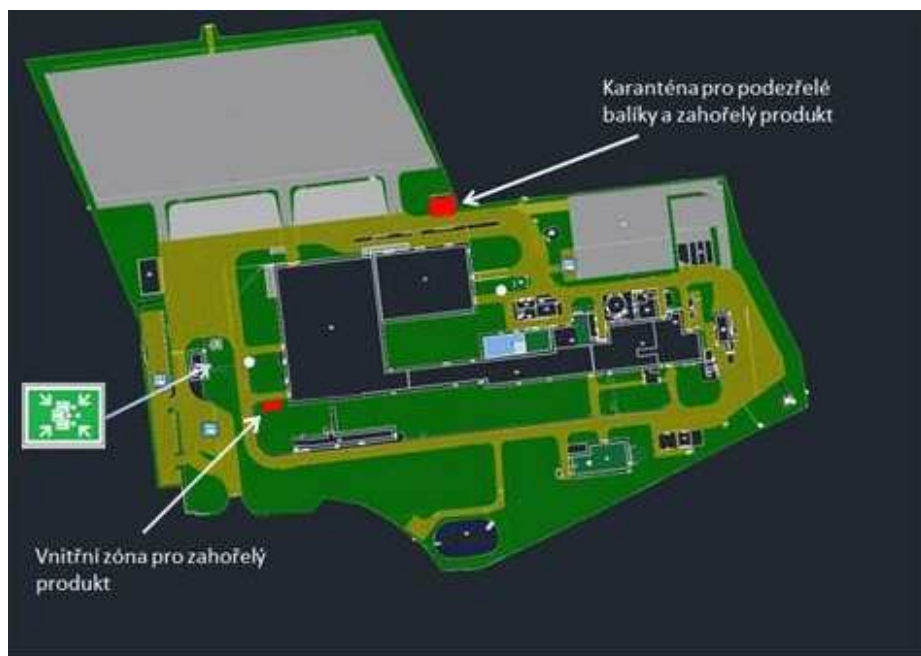 Karanténa pro podezřelé
balíky a zahořelý produkt
Vnitřní zóna pro zahořelý
produkt